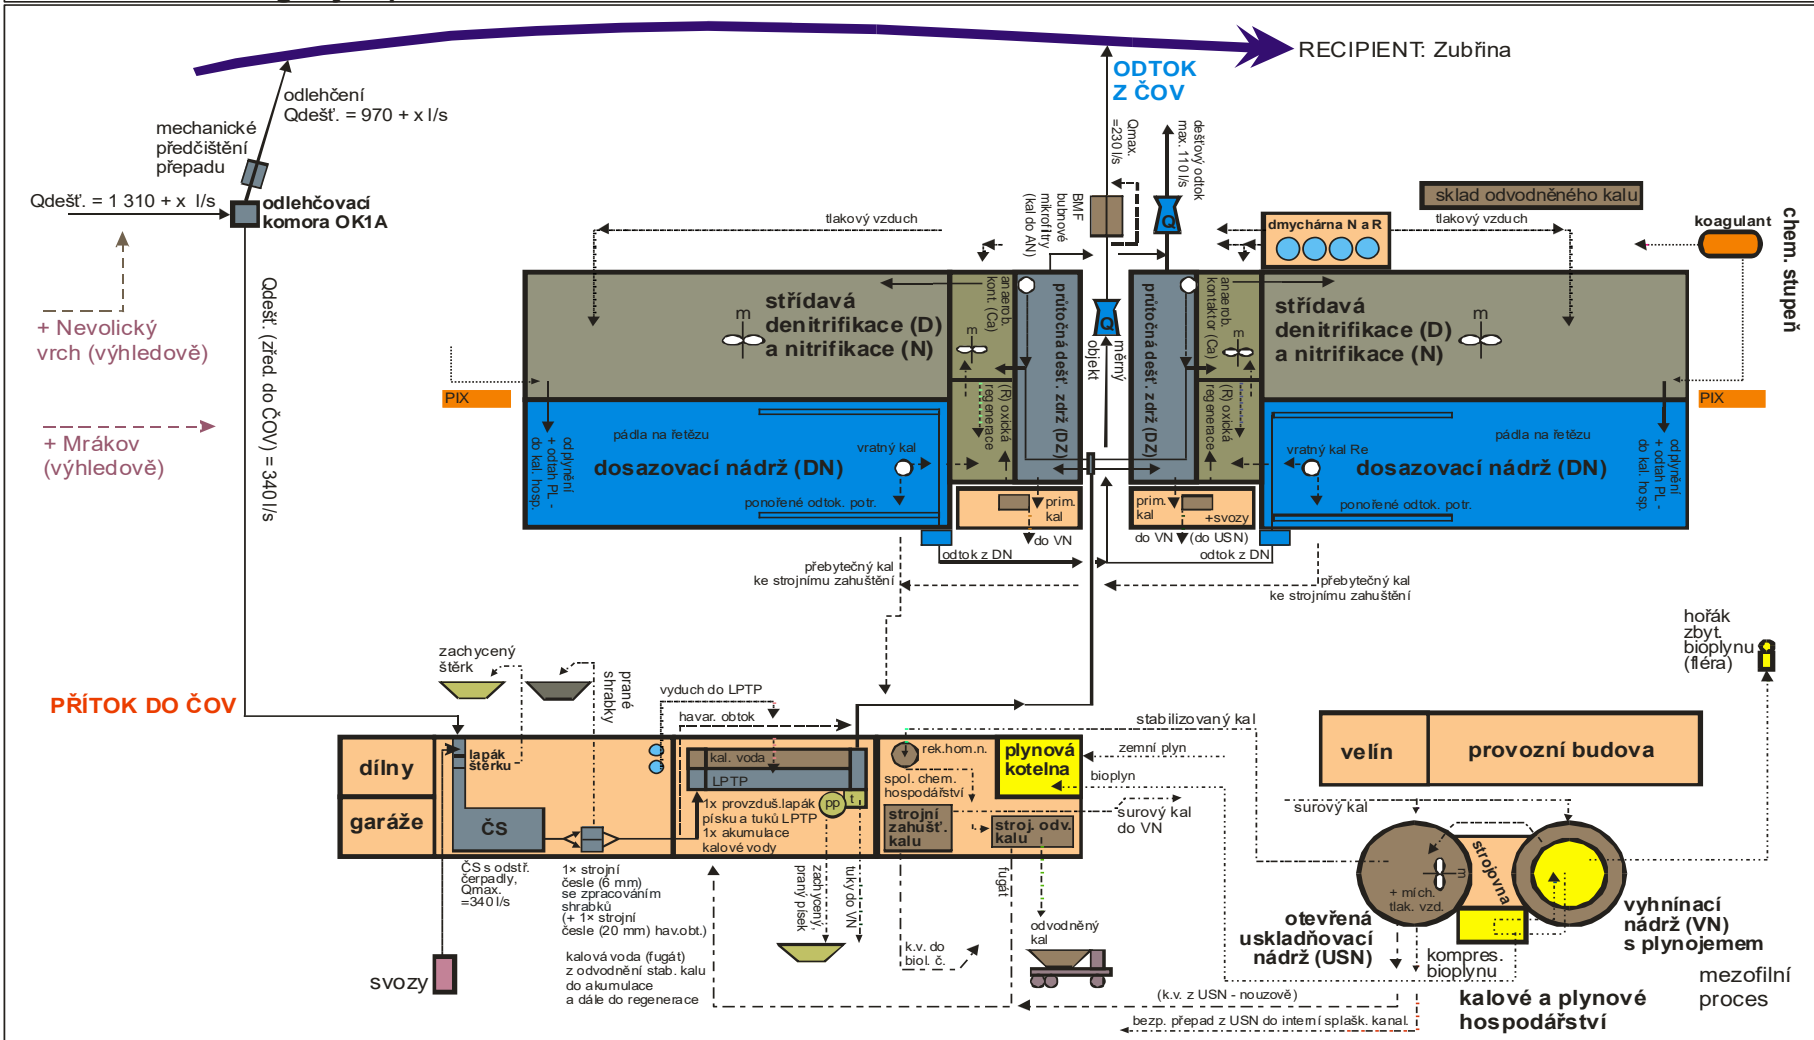 RECIPIENT: Zubřina
ODTOK
Z ČOV
odlehčení
Qdešť. = 970 + x l/s
mechanické
předčištění
přepadu
Qdešť. = 1 310 + x l/s
odlehčovací
komora OK1A
Qdešť. (zřed. do ČOV) = 340 l/s
+ Nevolický
vrch (výhledově)
+ Mrákov
(výhledově)
PŘÍTOK DO ČOV
tlakový vzduch
BMF
bubnové
mikrofiltry
(kal do AN)
Qmax.
=230 l/s
dešťový odtok
max. 110 l/s
Q
sklad odvodněného kalu
dmychárna N a R
tlakový vzduch
koagulant
chem. stupeň
střídavá
denitrifikace (D)
a nitrifikace (N)
m
anaerob.
kont. (Ca)
m
průtočná dešť. zdrž (DZ)
Q
měrný
objekt
průtočná dešť. zdrž (DZ)
anaerob.
kontaktor (Ca)
m
střídavá
denitrifikace (D)
a nitrifikace (N)
m
PIX
PIX
odplynění
+ odtah PL -
do kal. hosp.
pádla na řetězu
vratný kal
dosazovací nádrž (DN)
ponořené odtok. potr.
(R) oxická
regenerace
(R) oxická
regenerace
vratný kal Re
pádla na řetězu
dosazovací nádrž (DN)
ponořené odtok. potr.
odplynění
+ odtah PL -
do kal. hosp.
prim.
kal
do VN
prim.
kal
+svozy
do VN
(do USN)
odtok z DN
odtok z DN
přebytečný kal
ke strojnímu zahuštění
přebytečný kal
ke strojnímu zahuštění
hořák
zbyt.
bioplynu
(fléra)
zachycený
štěrk
prané
shrabky
vyduch do LPTP
havar. obtok
stabilizovaný kal
dílny
garáže
lapák
štěrku
ČS
kal. voda
LPTP
1x provzduš.lapák
písku a tuků LPTP
1x akumulace
kalové vody
pp
t
rek.hom.n.
spol. chem.
hospodářství
plynová
kotelna
zemní plyn
bioplyn
strojní
zahušť.
kalu
stroj. odv.
kalu
surový kal
do VN
velín
provozní budova
surový kal
m
+ mích.
tlak. vzd.
strojovna
otevřená
uskladňovací
nádrž (USN)
kompres.
bioplynu
vyhnívací
nádrž (VN)
s plynojemem
mezofilní
proces
kalové a plynové
hospodářství
ČS s odstř.
čerpadly,
Qmax.
=340 l/s
1× strojní
česle (6 mm)
se zpracováním
shrabků
(+ 1× strojní
česle (20 mm) hav.obt.)
kalová voda (fugát)
z odvodnění stab. kalu
do akumulace
a dále do regenerace
svozy
zachycený,
praný písek
tuky do VN
k.v. do
biol. č.
fugát
odvodněný
kal
(k.v. z USN - nouzově)
bezp. přepad z USN do interní splašk. kanal.